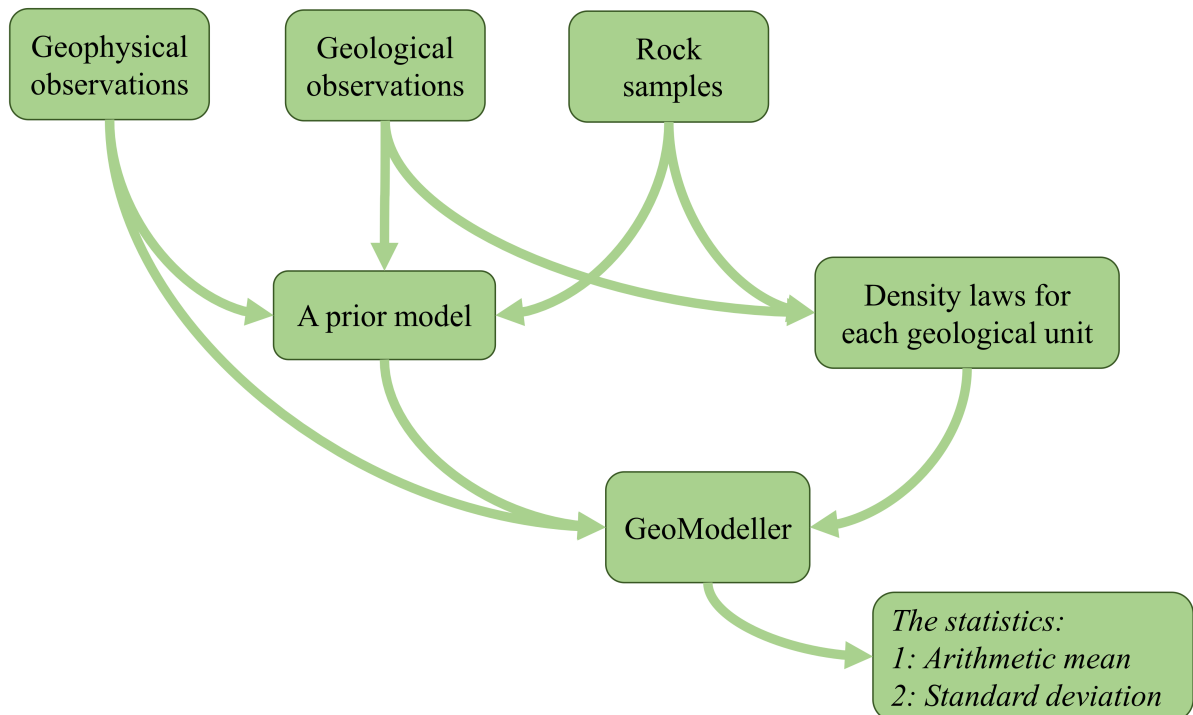 Geophysical
observations
Geological
observations
Rock
samples
A prior model
Density laws for
each geological unit
GeoModeller
The statistics:
1: Arithmetic mean
2: Standard deviation